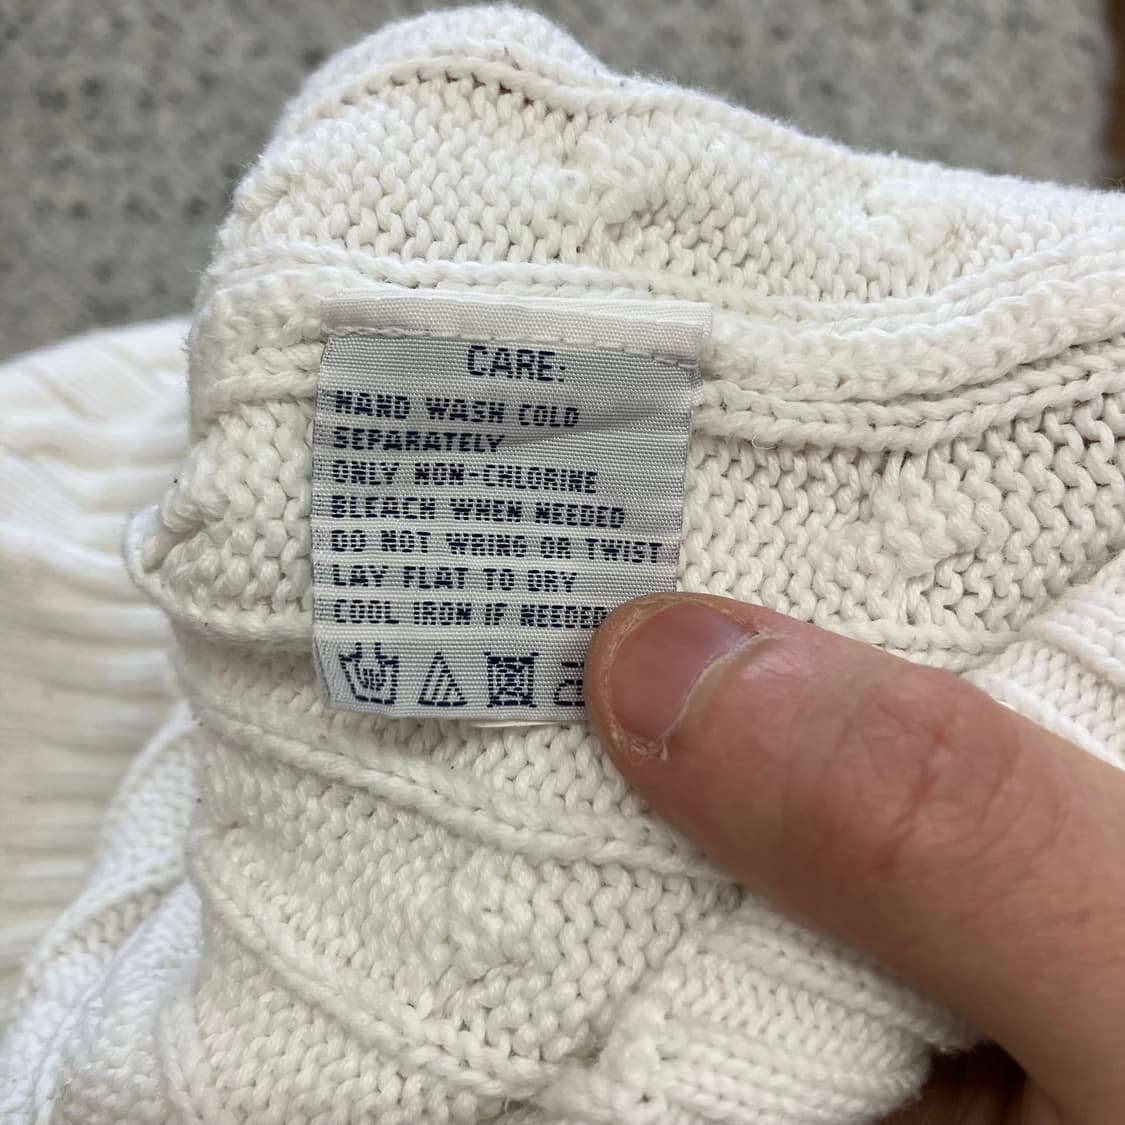 CARE:
HAND WASH COLD
SEPARATELY
ONLY NON-CHLORINE
BLEACH WHEN NEEDED
DO NOT WRING OR TWIST
LAY FLAT TO DRY
COOL IRON IF NEEDED